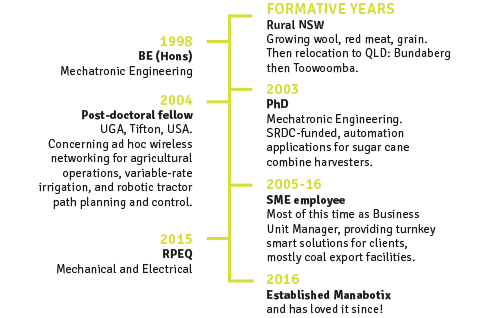 FORMATIVE YEARS
Rural NSW
Growing wool, red meat, grain.
Then relocation to QLD: Bundaberg
then Toowoomba.
1998
BE (Hons)
Mechatronic Engineering
2003
PhD
Mechatronic Engineering.
SRDC-funded, automation
applications for sugar cane
combine harvesters.
2004
Post-doctoral fellow
UGA, Tifton, USA.
Concerning ad hoc wireless
networking for agricultural
operations, variable-rate
irrigation, and robotic tractor
path planning and control.
2005-16
SME employee
Most of this time as Business
Unit Manager, providing turnkey
smart solutions for clients,
mostly coal export facilities.
2015
RPEQ
Mechanical and Electrical
2016
Established Manabotix
and has loved it since!